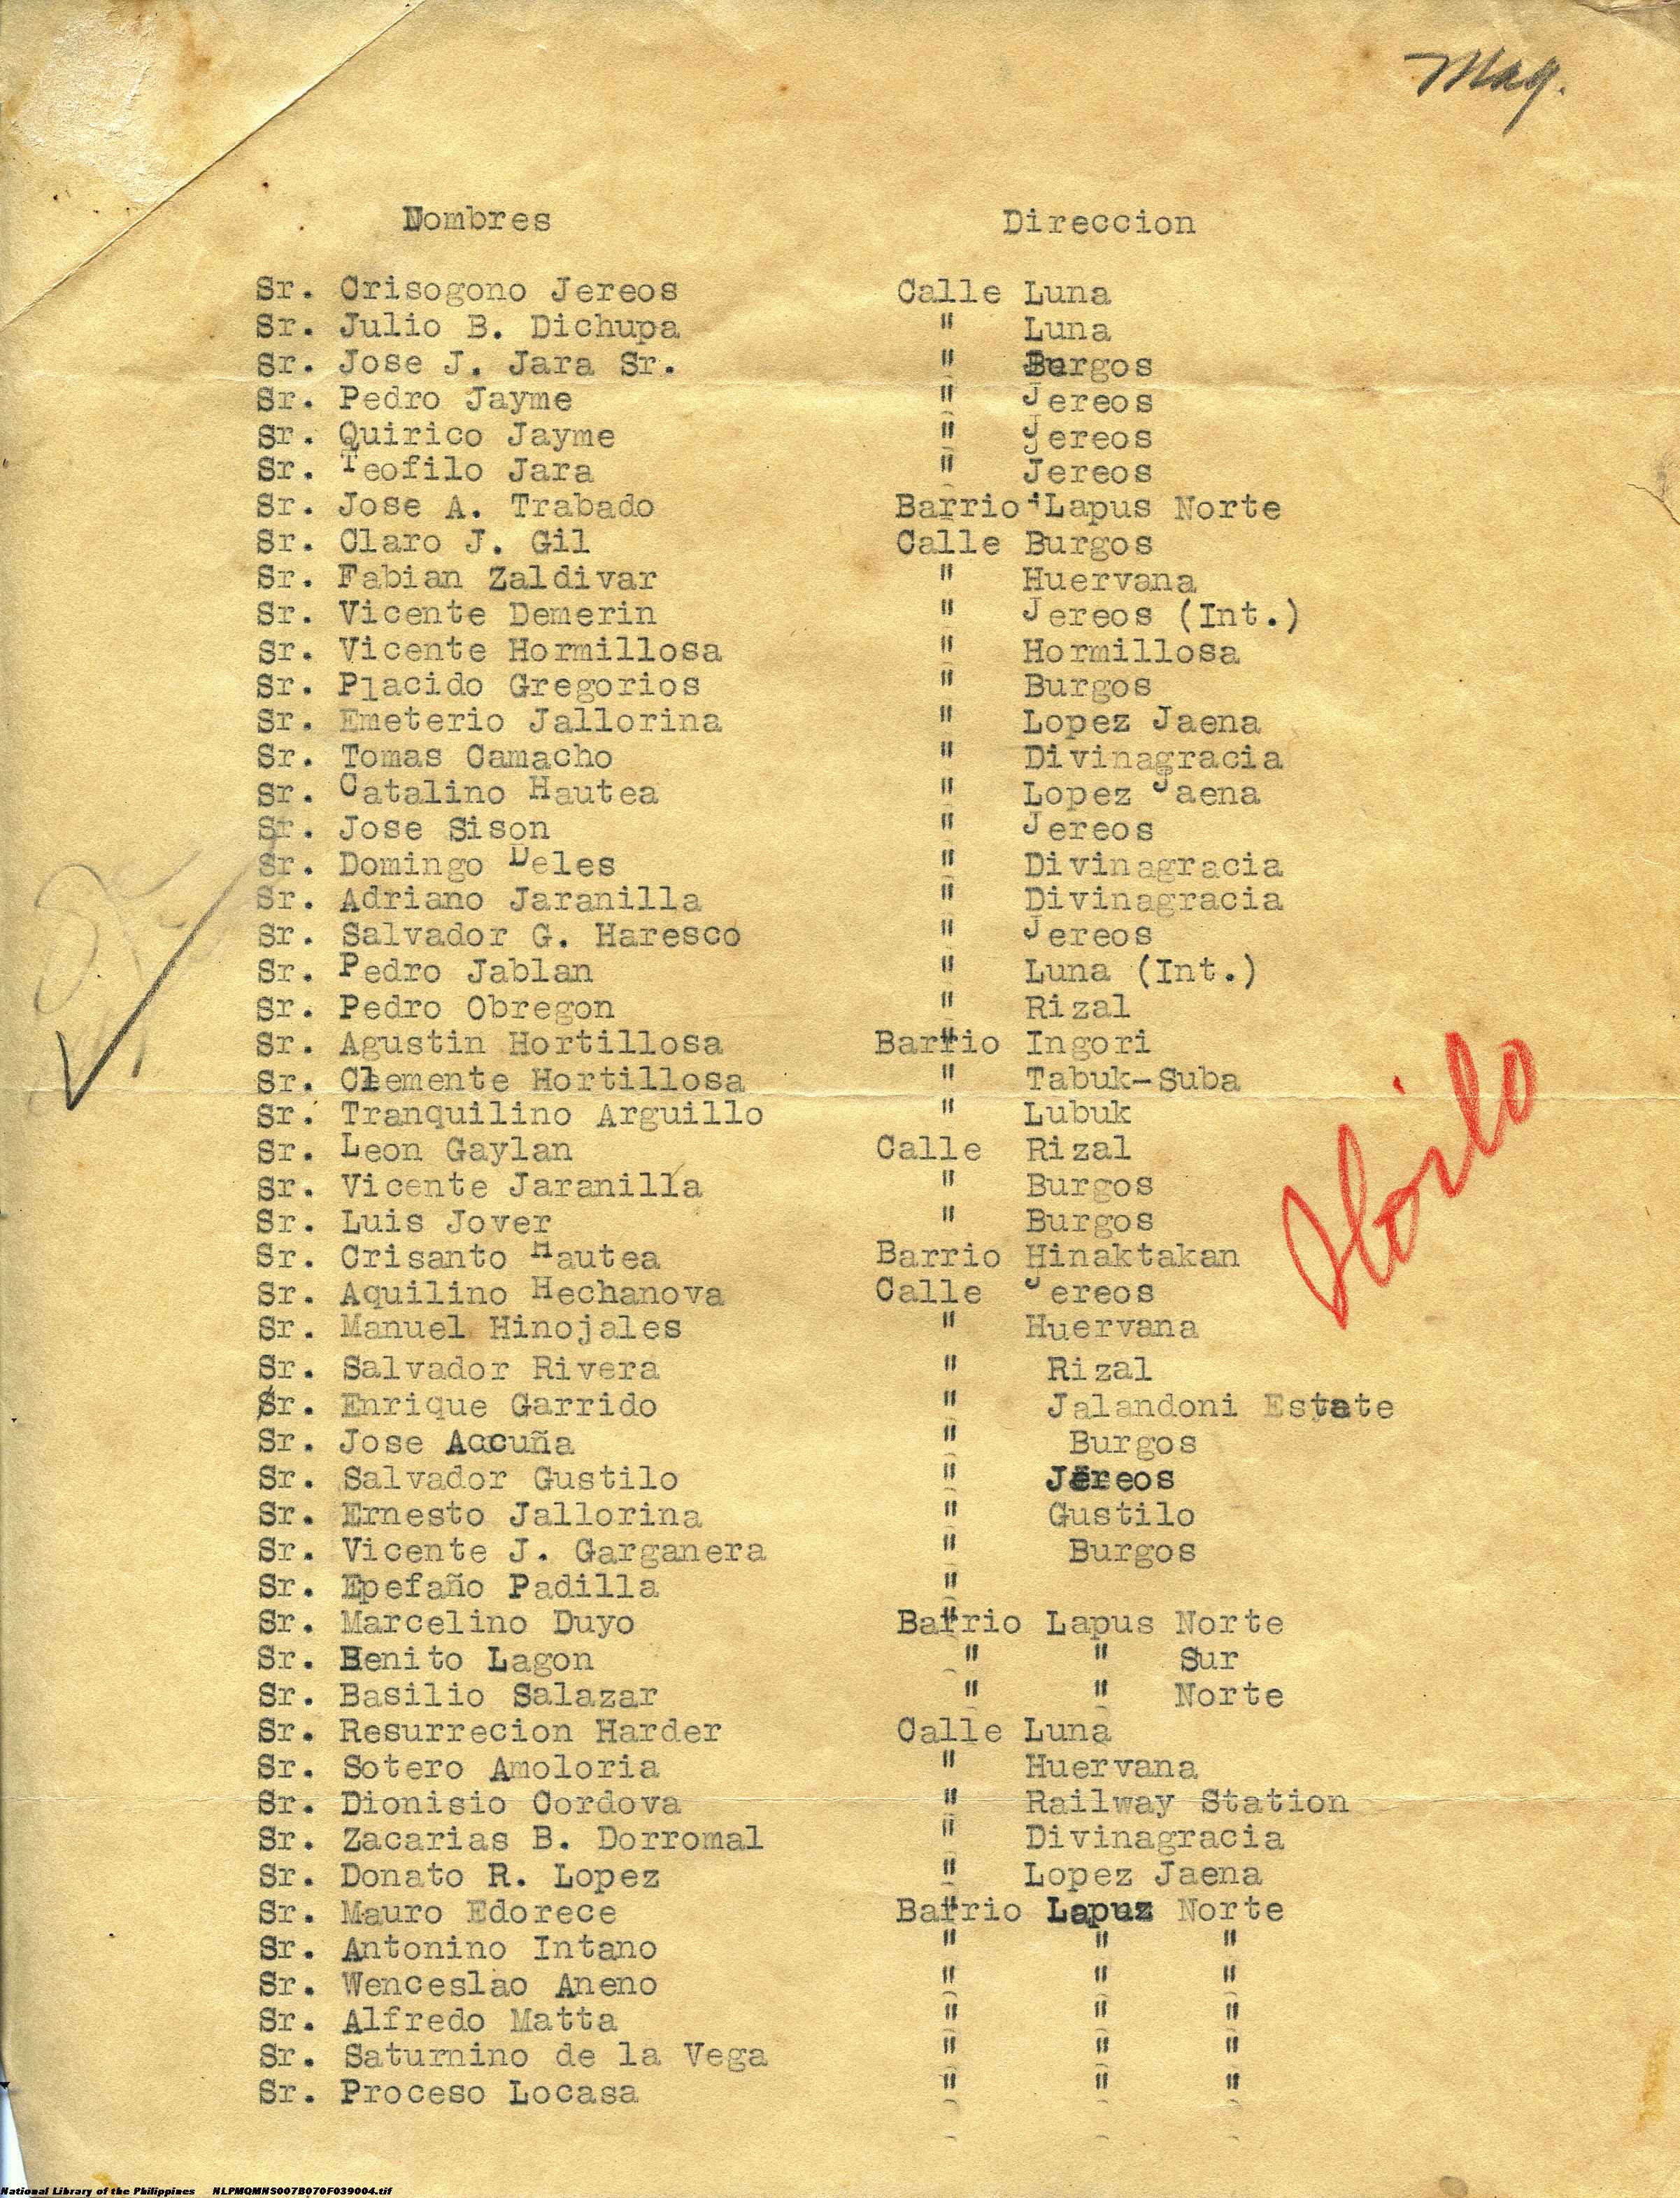 Mag.
Nombres Direccion
Sr. Crisogono Jereos Calle Luna
Sr. Julio B. Dichupa " Luna
Sr. Jose J. Jara Sr. " Burgos
Sr. Pedro Jayme " Jereos
Sr. Quirico Jayme " Jereos
Sr. Teofilo Jara " Jereos
Sr. Jose A. Trabado Barrio Lapus Norte
Sr. Claro J. Gil Calle Burgos
Sr. Fabian Zaldivar " Huervana
Sr. Vicente Demerin " Jereos (Int.)
Sr. Vicente Hormillosa " Hormillosa
Sr. Placido Gregorios " Burgos
Sr. Emeterio Jallorina " Lopez Jaena
Sr. Tomas Camacho " Divinagracia
Sr. Catalino Hautea " Lopez Jaena
Sr. Jose Sison " Jereos
Sr. Domingo Deles " Divinagracia
Sr. Adriano Jaranilla " Divinagracia
Sr. Salvador G. Haresco " Jereos
Sr. Pedro Jablan " Luna (Int.)
Sr. Pedro Obregon " Rizal
Sr. Agustin Hortillosa Barrio Ingori
Sr. Clemente Hortillosa " Tabuk-Suba
Sr. Tranquilino Arguillo " Lubuk
Sr. Leon Gaylan Calle Rizal
Sr. Vicente Jaranilla " Burgos
Sr. Luis Jover " Burgos
Sr. Crisanto Hautea Barrio Hinaktakan
Sr. Aquilino Hechanova Calle Jereos
Sr. Manuel Hinojales " Huervana
Sr. Salvador Rivera " Rizal
Sr. Enrique Garrido " Jalandoni Estate
Sr. Jose Accuña " Burgos
Sr. Salvador Gustilo " Jereos
Sr. Ernesto Jallorina " Gustilo
Sr. Vicente J. Garganera " Burgos
Sr. Epefaño Padilla "
Sr. Marcelino Duyo Barrio Lapus Norte
Sr. Benito Lagon " " Sur
Sr. Basilio Salazar " " Norte
Sr. Resurrecion Harder Calle Luna
Sr. Sotero Amoloria " Huervana
Sr. Dionisio Cordova " Railway Station
Sr. Zacarias B. Dorromal " Divinagracia
Sr. Donato R. Lopez " Lopez Jaena
Sr. Mauro Edorece Barrio Lapuz Norte
Sr. Antonino Intano " " "
Sr. Wenceslao Aneno " " "
Sr. Alfredo Matta " " "
Sr. Saturnino de la Vega " " "
Sr. Proceso Locasa " " "
Iloilo
National Library of the Philippines NLPMQMNS007B070F039004.tif